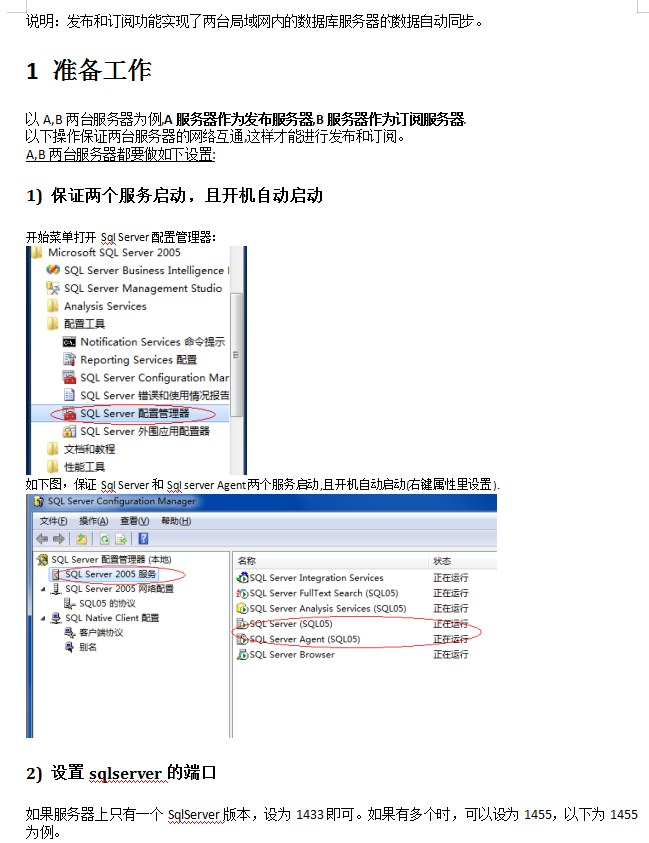 说明：发布和订阅功能实现了两台局域网内的数据库服务器的数据自动同步。
1 准备工作
以 A,B 两台服务器为例,A 服务器作为发布服务器,B 服务器作为订阅服务器.
以下操作保证两台服务器的网络互通,这样才能进行发布和订阅。
A,B 两台服务器都要做如下设置:
1) 保证两个服务启动，且开机自动启动
开始菜单打开 Sql Server 配置管理器：
Microsoft SQL Server 2005
SQL Server Business Intelligence
SQL Server Management Studio
Analysis Services
配置工具
Notification Services 命令提示
Reporting Services 配置
SQL Server Configuration Mar
SQL Server 错误和使用情况报告
SQL Server 配置管理器
SQL Server 外围应用配置器
文档和教程
性能工具
如下图，保证 Sql Server 和 Sql server Agent 两个服务启动,且开机自动启动(右键属性里设置).
SQL Server Configuration Manager
文件(F) 操作(A) 查看(V) 帮助(H)
SQL Server 配置管理器 (本地)
SQL Server 2005 服务
SQL Server 2005 网络配置
SQL05 的协议
SQL Native Client 配置
客户端协议
别名
名称 状态
SQL Server Integration Services 正在运行
SQL Server FullText Search (SQL05) 正在运行
SQL Server Analysis Services (SQL05) 正在运行
SQL Server (SQL05) 正在运行
SQL Server Agent (SQL05) 正在运行
SQL Server Browser 正在运行
2) 设置 sqlserver 的端口
如果服务器上只有一个 SqlServer 版本，设为 1433 即可。如果有多个时，可以设为 1455，以下为 1455
为例。